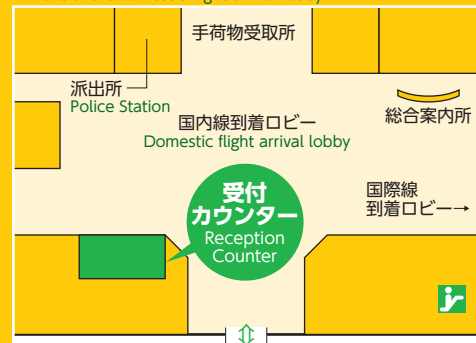 手荷物受取所
派出所
Police Station
総合案内所
国内線到着ロビー
Domestic flight arrival lobby
国際線
到着ロビー→
受付
カウンター
Reception
Counter